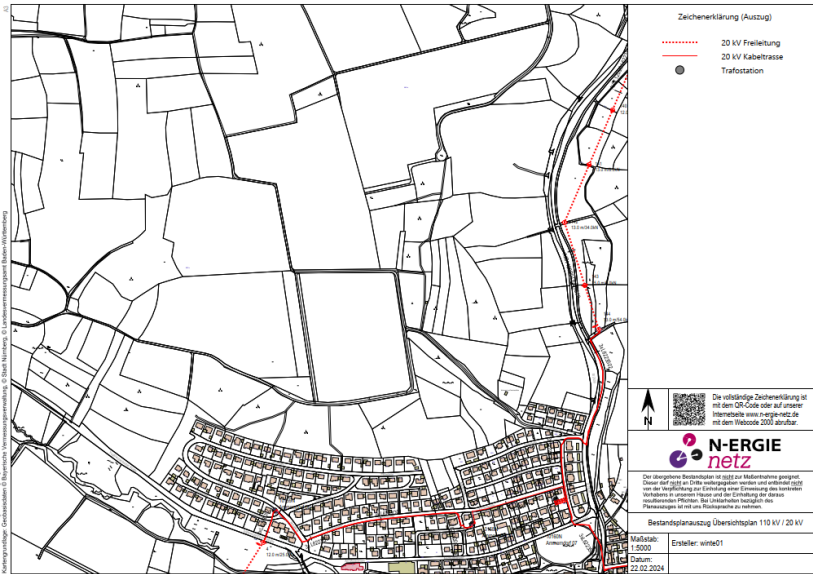 A3
Kartengrundlage: Geobasisdaten © Bayerische Vermessungsverwaltung, © Stadt Nürnberg, © Landesvermessungsamt Baden-Württemberg
Zeichenerklärung (Auszug)
20 kV Freileitung
20 kV Kabeltrasse
Trafostation
N
Die vollständige Zeichenerklärung ist
mit dem QR-Code oder auf unserer
Internetseite www.n-ergie-netz.de
mit dem Webcode 2000 abrufbar.
N-ERGIE
netz
Der übergebene Bestandsplan ist nicht zur Maßentnahme geeignet.
Dieser darf nicht an Dritte weitergegeben werden und entbindet nicht
von der Verpflichtung zur Einholung einer Einweisung des konkreten
Vorhabens in unserem Hause und der Einhaltung der daraus
resultierenden Pflichten. Bei Unklarheiten bezüglich des
Planauszuges ist mit uns Rücksprache zu nehmen.
Bestandsplanauszug Übersichtsplan 110 kV / 20 kV
Maßstab:
1:5000
Ersteller: winte01
Datum:
22.02.2024